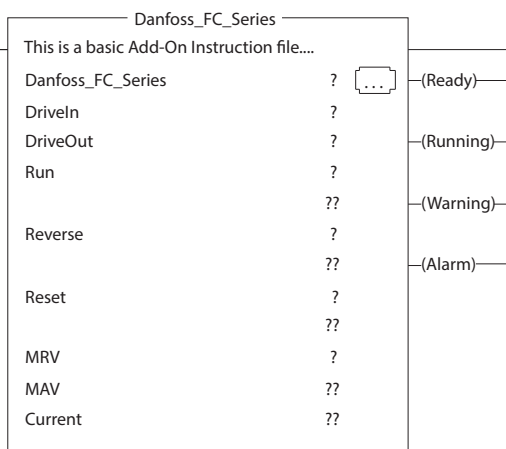 Danfoss_FC_Series
This is a basic Add-On Instruction file....
Danfoss_FC_Series ? ... (Ready)
DriveIn ?
DriveOut ? (Running)
Run ?
?? (Warning)
Reverse ?
?? (Alarm)
Reset ?
??
MRV ?
MAV ??
Current ??